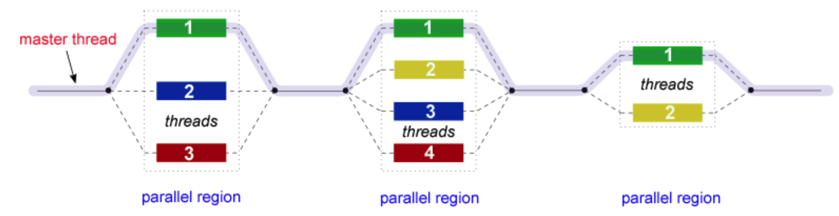 master thread
1
2
threads
3
parallel region
1
2
3
threads
4
parallel region
1
threads
2
parallel region